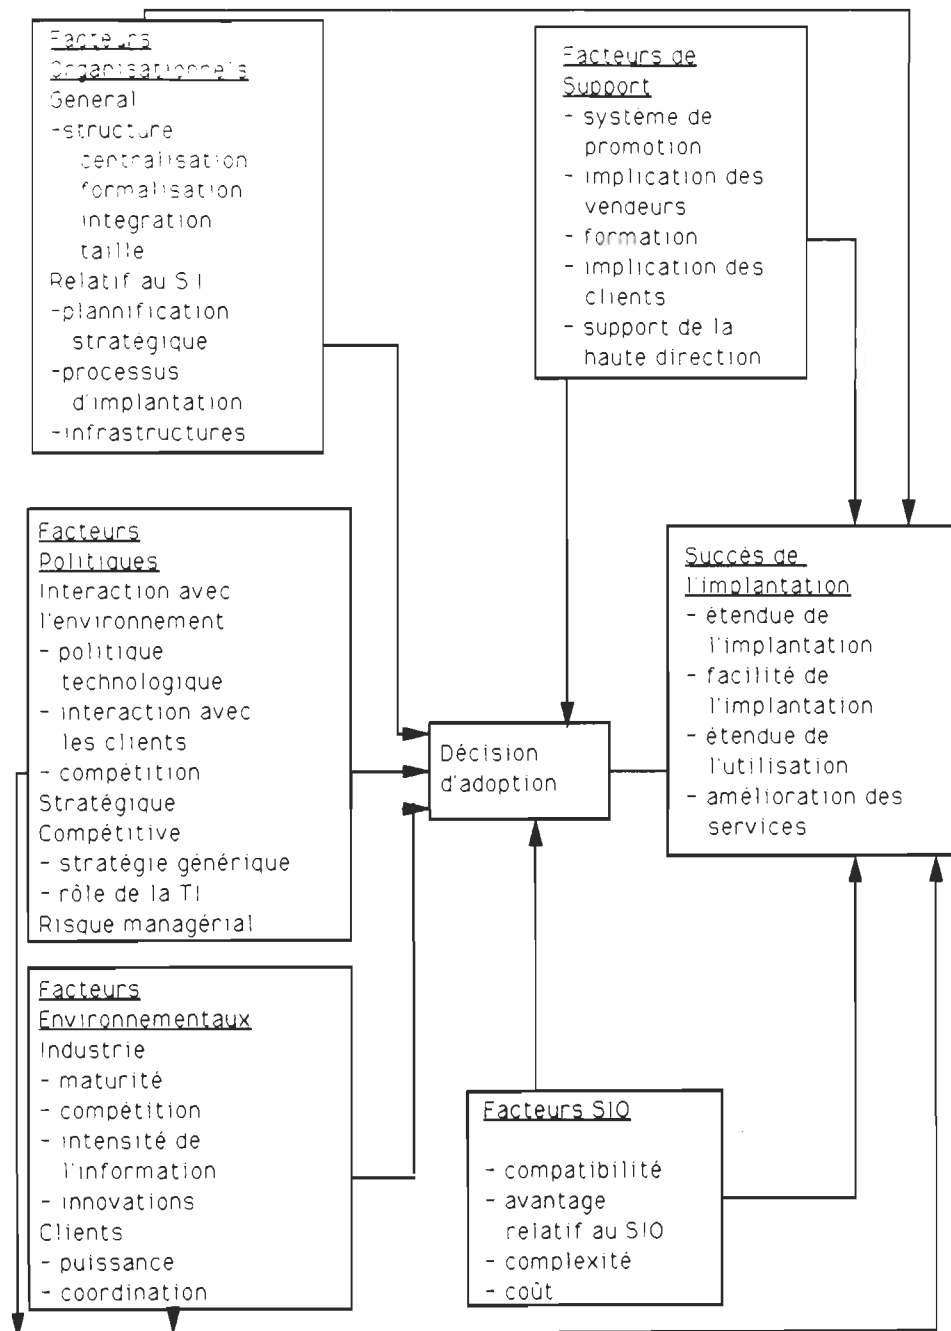 Facteurs
Organisationnels
General
-structure
centralisation
formalisation
integration
taille
Relatif au S I
-plannification
stratégique
-processus
d'implantation
-infrastructures
Facteurs de
Support
- système de
promotion
- implication des
vendeurs
- formation
- implication des
clients
- support de la
haute direction
Facteurs
Politiques
Interaction avec
l'environnement
- politique
technologique
- interaction avec
les clients
- compétition
Stratégique
Compétitive
- stratégie générique
- rôle de la TI
Risque managérial
Décision
d'adoption
Succès de
l'implantation
- étendue de
l'implantation
- facilité de
l'implantation
- étendue de
l'utilisation
- amélioration des
services
Facteurs
Environnementaux
Industrie
- maturité
- compétition
- intensité de
l'information
- innovations
Clients
- puissance
- coordination
Facteurs SIO
- compatibilité
- avantage
relatif au SIO
- complexité
- coût